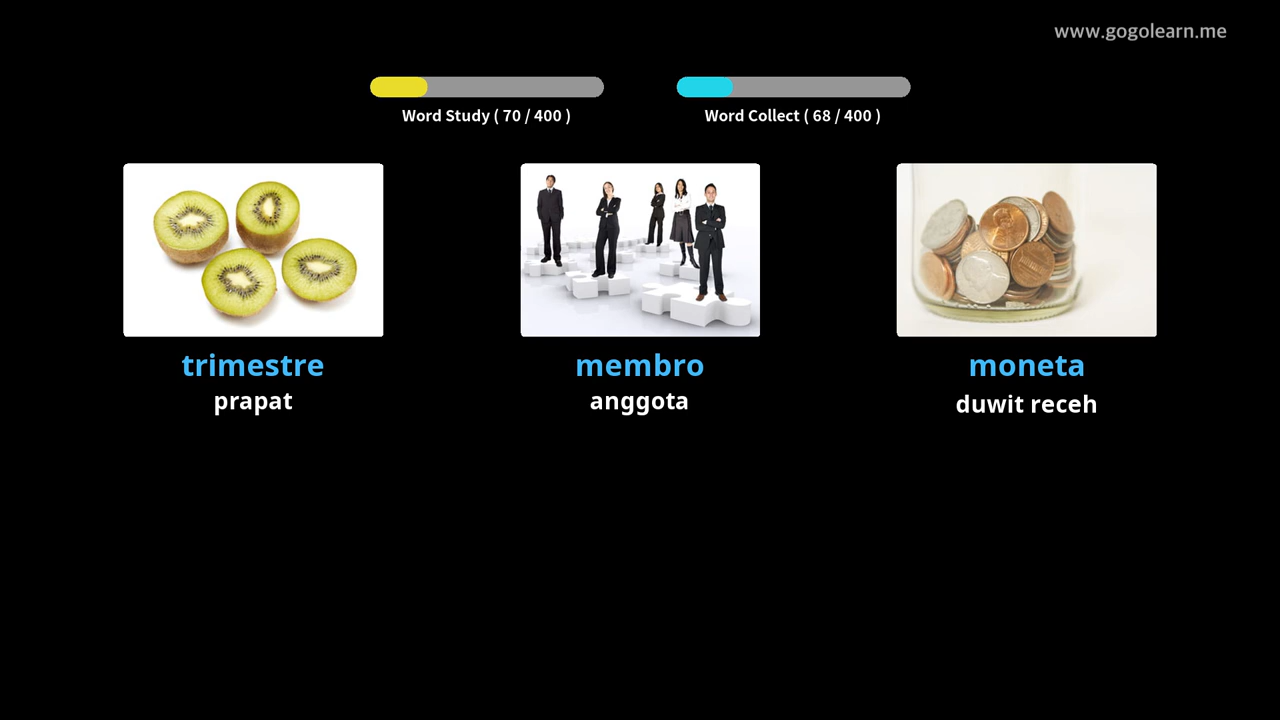 www.gogolearn.me
Word Study ( 70 / 400 )
Word Collect ( 68 / 400 )
trimestre
prapat
membro
anggota
moneta
duwit receh